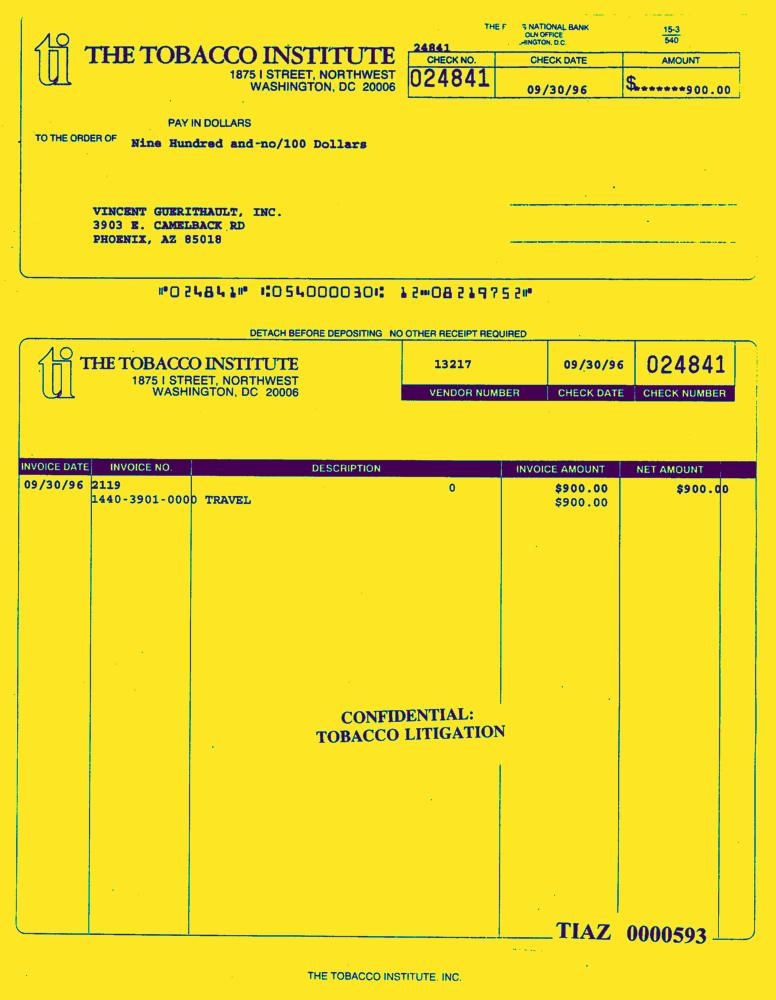 THE F S NATIONAL BANK
OLN OFFICE
INGTON, D.C.
15-3
540
ti THE TOBACCO INSTITUTE
1875 I STREET, NORTHWEST
WASHINGTON, DC 20006
24841
CHECK NO. CHECK DATE AMOUNT
024841 09/30/96 $*******900.00
PAY IN DOLLARS
TO THE ORDER OF Nine Hundred and-no/100 Dollars
VINCENT GUERITHAULT, INC.
3903 E. CAMELBACK RD
PHOENIX, AZ 85018
⑈024841⑈ ⑆054000030⑆ 12⑉08219752⑈
DETACH BEFORE DEPOSITING NO OTHER RECEIPT REQUIRED
ti THE TOBACCO INSTITUTE
1875 I STREET, NORTHWEST
WASHINGTON, DC 20006
13217 09/30/96 024841
VENDOR NUMBER CHECK DATE CHECK NUMBER
INVOICE DATE INVOICE NO. DESCRIPTION INVOICE AMOUNT NET AMOUNT
09/30/96 2119 0 $900.00 $900.00
1440-3901-0000 TRAVEL $900.00
CONFIDENTIAL:
TOBACCO LITIGATION
TIAZ 0000593
THE TOBACCO INSTITUTE. INC.